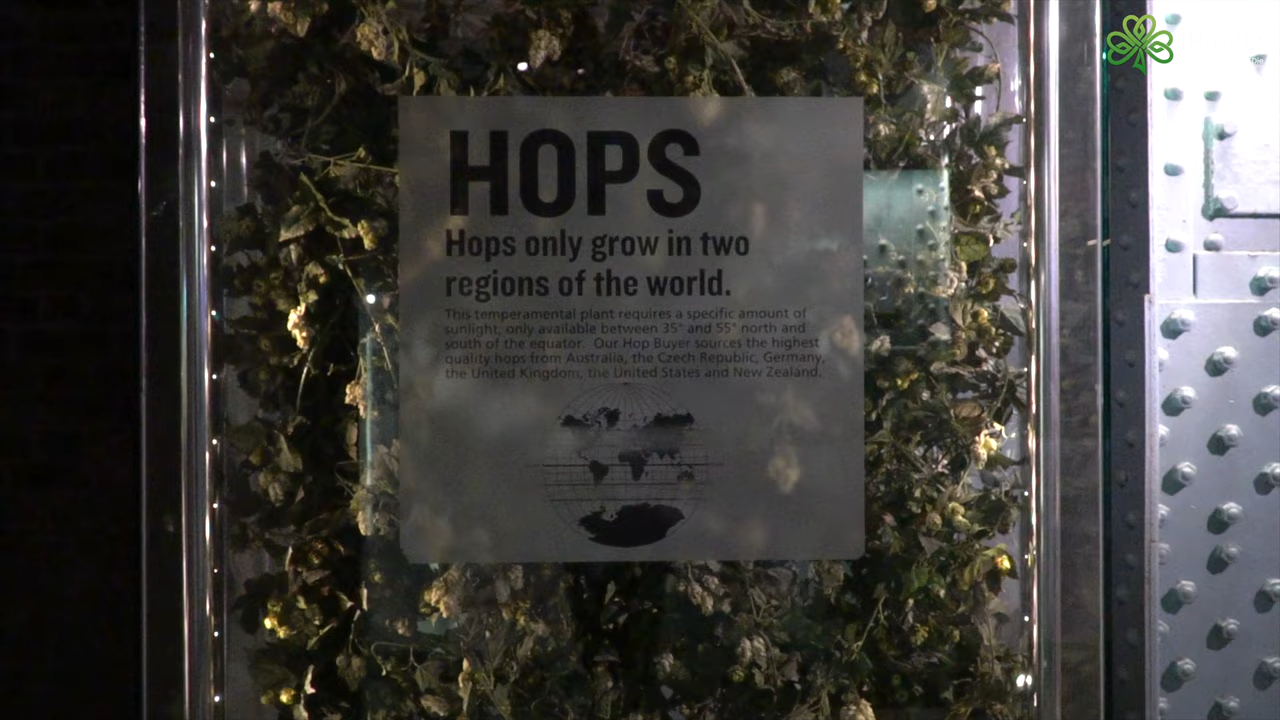 HOPS
Hops only grow in two
regions of the world.
This temperamental plant requires a specific amount of
sunlight, only available between 35° and 55° north and
south of the equator. Our Hop Buyer sources the highest
quality hops from Australia, the Czech Republic, Germany,
the United Kingdom, the United States and New Zealand.